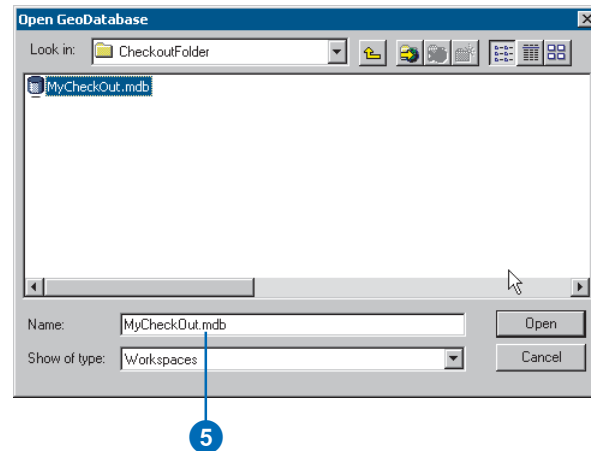 Open GeoDatabase
Look in: CheckoutFolder
MyCheckOut.mdb
Name: MyCheckOut.mdb Open
Show of type: Workspaces Cancel
5